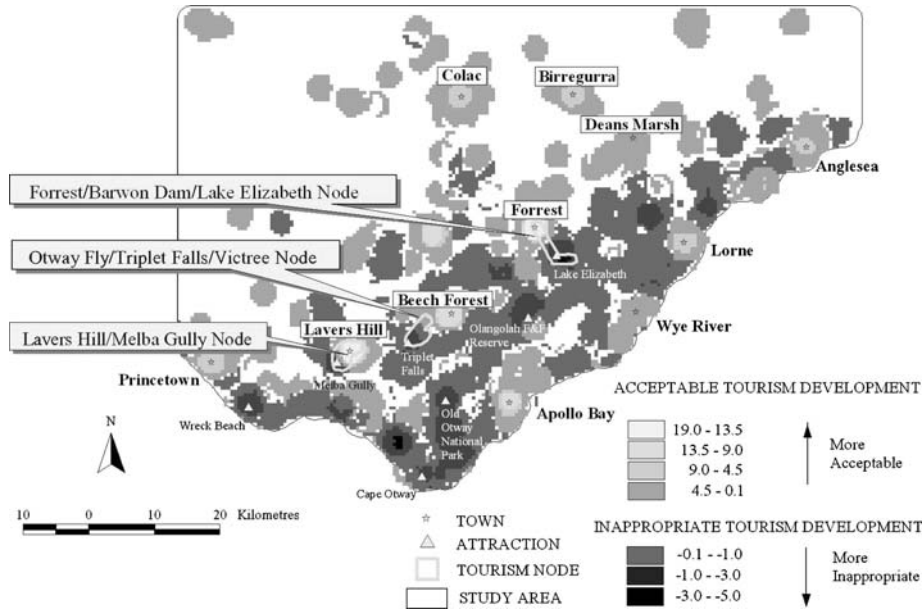 Colac
Birregurra
Deans Marsh
Anglesea
Forrest/Barwon Dam/Lake Elizabeth Node
Forrest
Lorne
Otway Fly/Triplet Falls/Victree Node
Lake Elizabeth
Beech Forest
Lavers Hill
Olangolah F&F
Reserve
Wye River
Lavers Hill/Melba Gully Node
Triplet
Falls
Princetown
Melba Gully
Wreck Beach
Old
Otway
National
Park
Apollo Bay
Cape Otway
N
10 0 10 20 Kilometres
TOWN
ATTRACTION
TOURISM NODE
STUDY AREA
ACCEPTABLE TOURISM DEVELOPMENT
19.0 - 13.5
13.5 - 9.0
9.0 - 4.5
4.5 - 0.1
More
Acceptable
INAPPROPRIATE TOURISM DEVELOPMENT
-0.1 - -1.0
-1.0 - -3.0
-3.0 - -5.0
More
Inappropriate